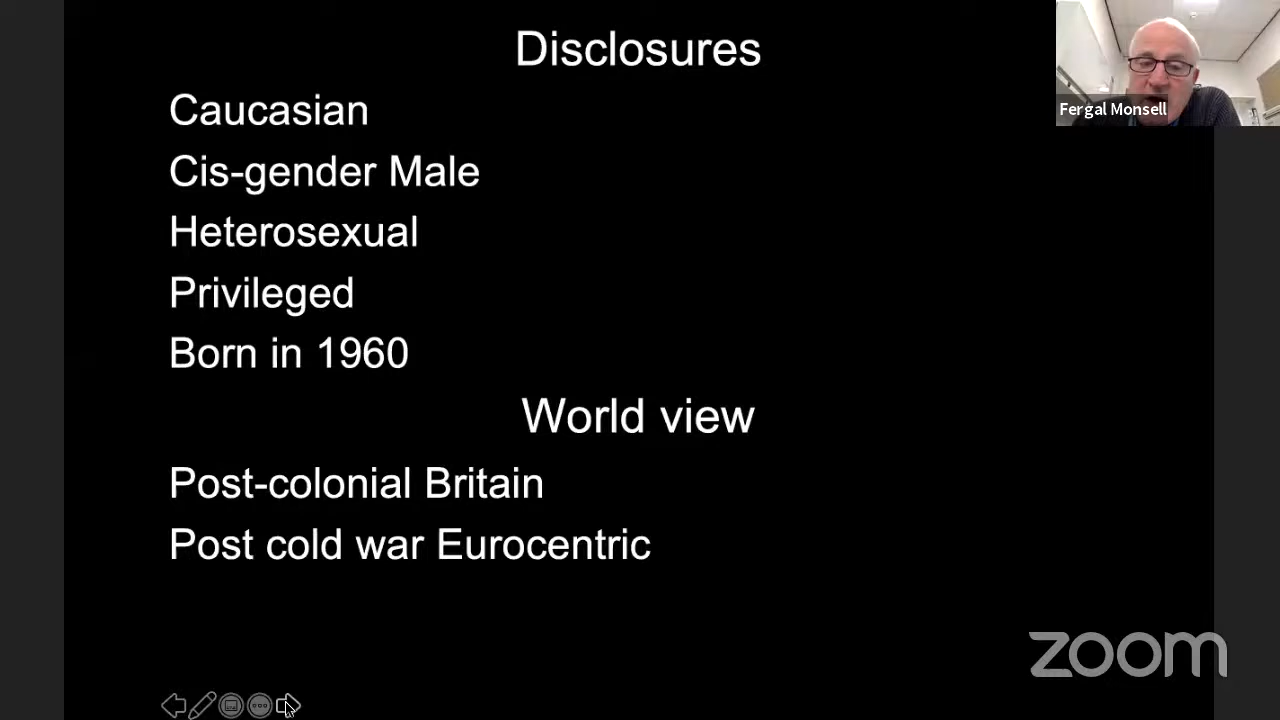 Disclosures
Caucasian
Cis-gender Male
Heterosexual
Privileged
Born in 1960
World view
Post-colonial Britain
Post cold war Eurocentric
Fergal Monsell
zoom